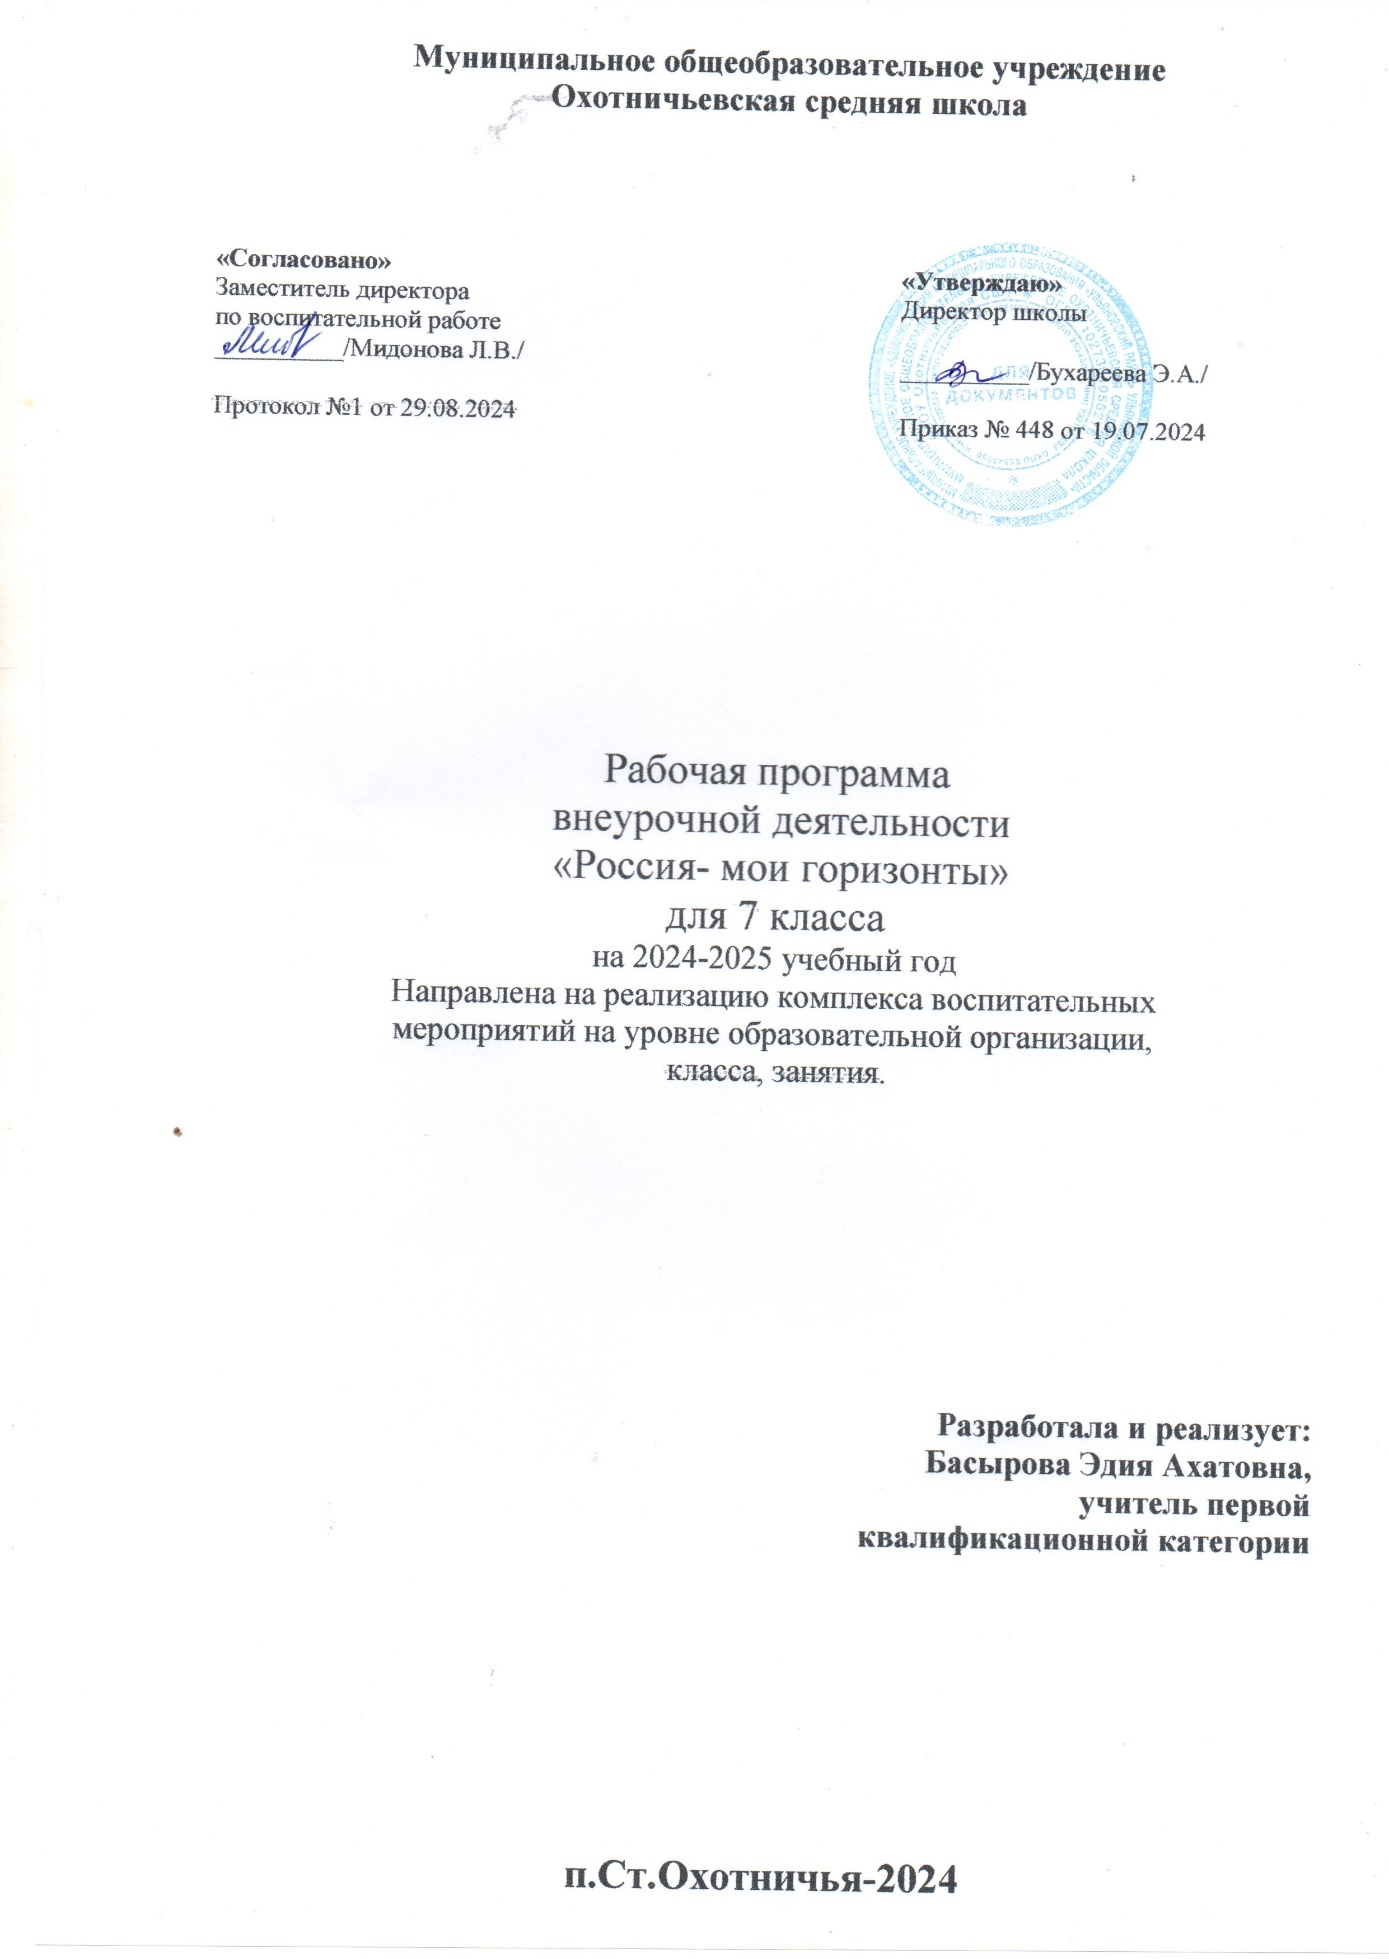 Муниципальное общеобразовательное учреждение
Охотничьевская средняя школа
«Согласовано»
Заместитель директора
по воспитательной работе
/Мидонова Л.В./
Протокол №1 от 29.08.2024
«Утверждаю»
Директор школы
/Бухареева Э.А./
Приказ № 448 от 19.07.2024
ДЛЯ
ДОКУМЕНТОВ
Рабочая программа
внеурочной деятельности
«Россия- мои горизонты»
для 7 класса
на 2024-2025 учебный год
Направлена на реализацию комплекса воспитательных
мероприятий на уровне образовательной организации,
класса, занятия.
Разработала и реализует:
Басырова Эдия Ахатовна,
учитель первой
квалификационной категории
п.Ст.Охотничья-2024